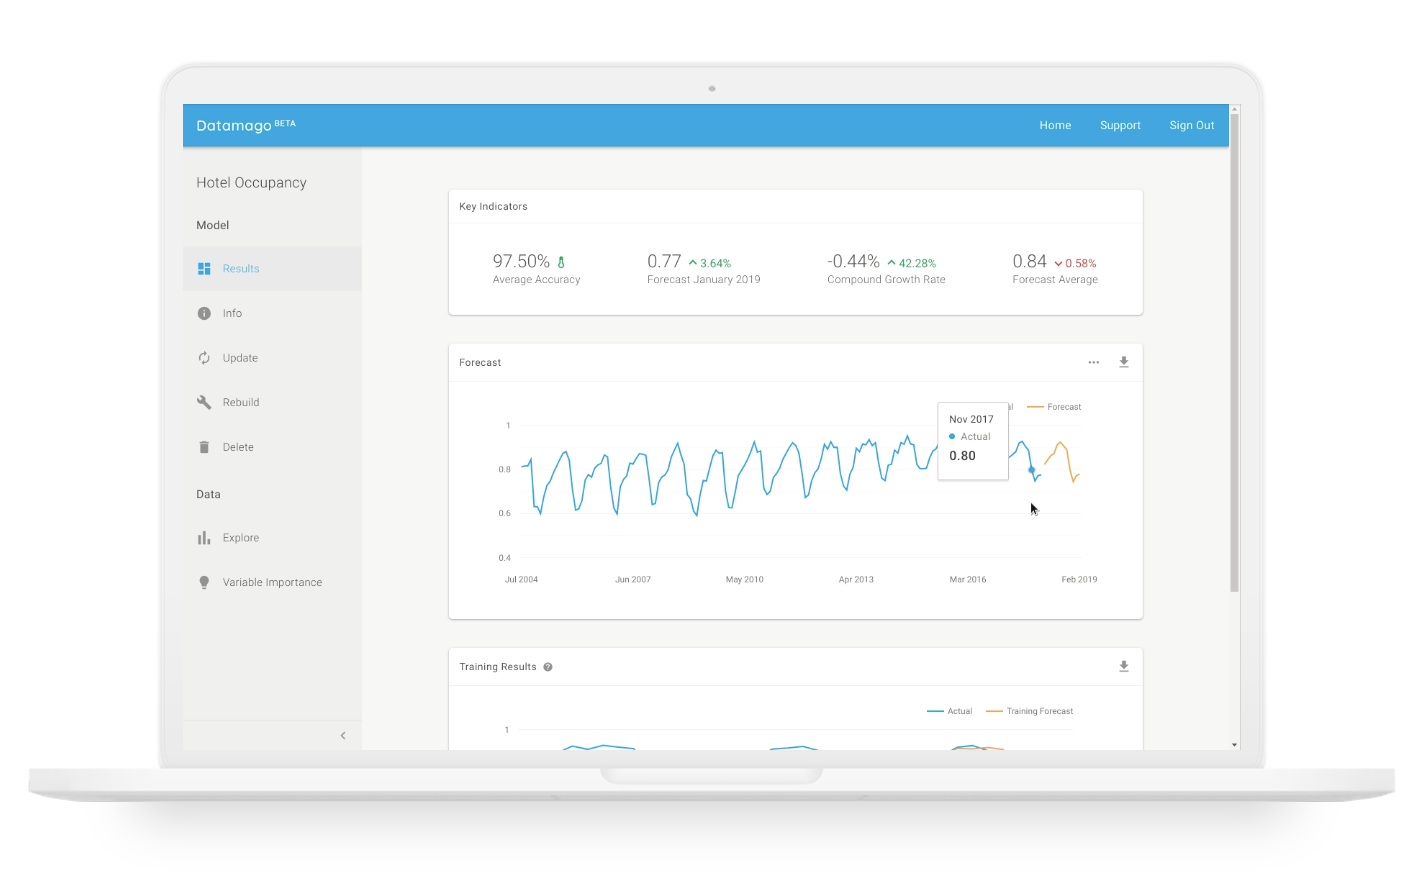 Datamago BETA
Home Support Sign Out
Hotel Occupancy
Model
Results
Info
Update
Rebuild
Delete
Data
Explore
Variable Importance
Key Indicators
97.50%
Average Accuracy
0.77 3.64%
Forecast January 2019
-0.44% 42.28%
Compound Growth Rate
0.84 0.58%
Forecast Average
Forecast
Forecast
Nov 2017
Actual
0.80
1
0.8
0.6
0.4
Jul 2004 Jun 2007 May 2010 Apr 2013 Mar 2016 Feb 2019
Training Results
Actual Training Forecast
1